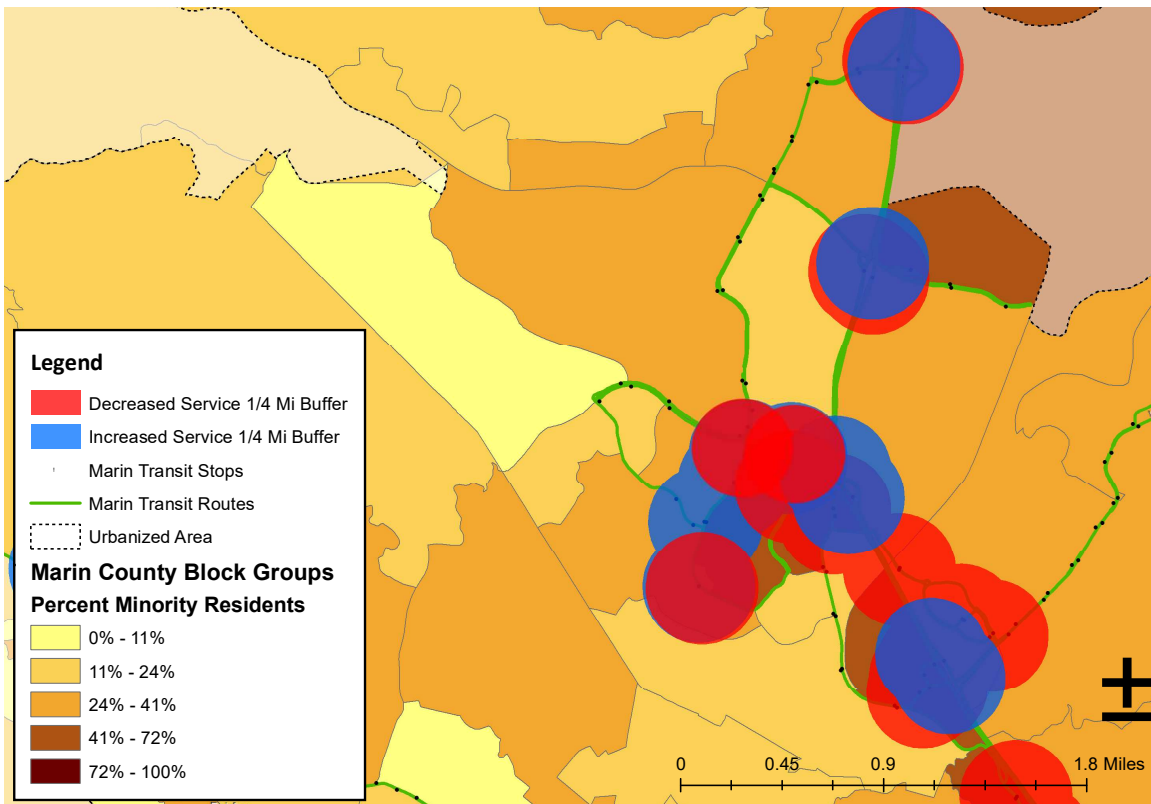 Legend
Decreased Service 1/4 Mi Buffer
Increased Service 1/4 Mi Buffer
Marin Transit Stops
Marin Transit Routes
Urbanized Area
Marin County Block Groups
Percent Minority Residents
0% - 11%
11% - 24%
24% - 41%
41% - 72%
72% - 100%
0 0.45 0.9 1.8 Miles